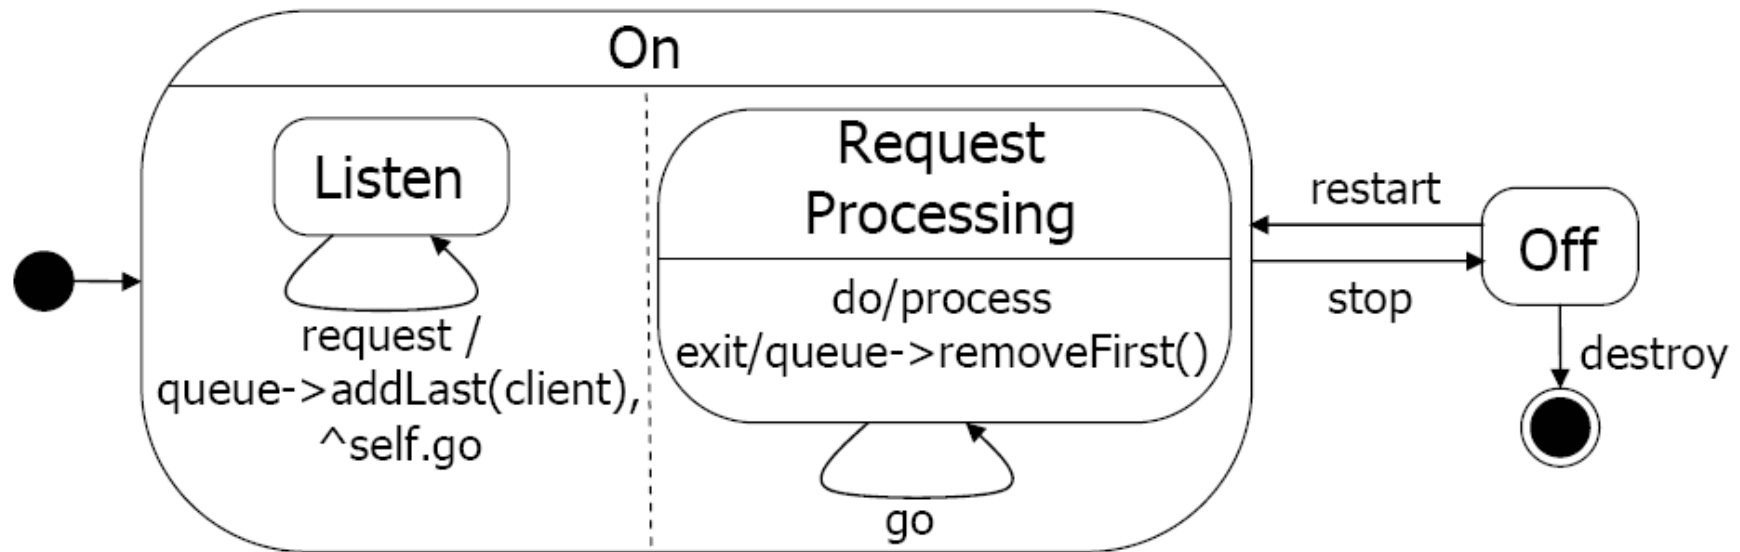 On
Listen
request /
queue->addLast(client),
^self.go
Request
Processing
do/process
exit/queue->removeFirst()
go
restart
stop
Off
destroy